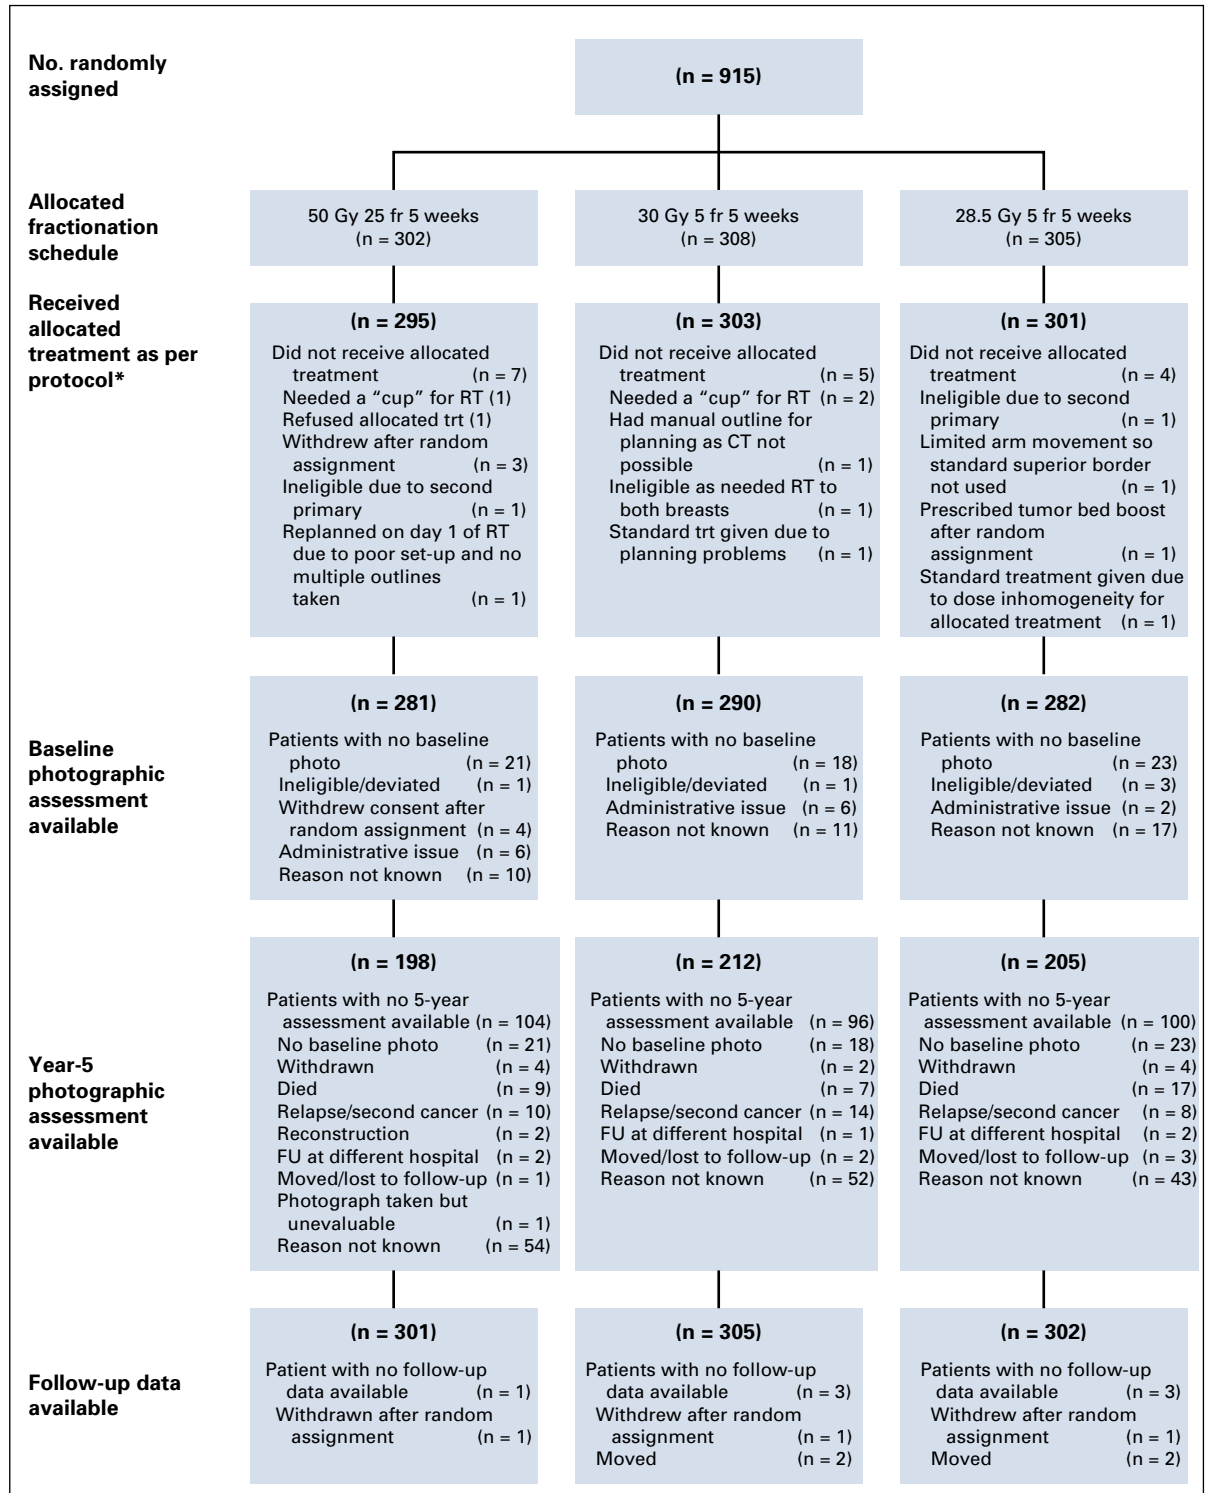 No. randomly
assigned
(n = 915)
Allocated
fractionation
schedule
50 Gy 25 fr 5 weeks
(n = 302)
30 Gy 5 fr 5 weeks
(n = 308)
28.5 Gy 5 fr 5 weeks
(n = 305)
Received
allocated
treatment as per
protocol*
(n = 295)
Did not receive allocated
treatment (n = 7)
Needed a “cup” for RT (1)
Refused allocated trt (1)
Withdrew after random
assignment (n = 3)
Ineligible due to second
primary (n = 1)
Replanned on day 1 of RT
due to poor set-up and no
multiple outlines
taken (n = 1)
(n = 303)
Did not receive allocated
treatment (n = 5)
Needed a “cup” for RT (n = 2)
Had manual outline for
planning as CT not
possible (n = 1)
Ineligible as needed RT to
both breasts (n = 1)
Standard trt given due to
planning problems (n = 1)
(n = 301)
Did not receive allocated
treatment (n = 4)
Ineligible due to second
primary (n = 1)
Limited arm movement so
standard superior border
not used (n = 1)
Prescribed tumor bed boost
after random
assignment (n = 1)
Standard treatment given due
to dose inhomogeneity for
allocated treatment (n = 1)
Baseline
photographic
assessment
available
(n = 281)
Patients with no baseline
photo (n = 21)
Ineligible/deviated (n = 1)
Withdrew consent after
random assignment (n = 4)
Administrative issue (n = 6)
Reason not known (n = 10)
(n = 290)
Patients with no baseline
photo (n = 18)
Ineligible/deviated (n = 1)
Administrative issue (n = 6)
Reason not known (n = 11)
(n = 282)
Patients with no baseline
photo (n = 23)
Ineligible/deviated (n = 3)
Administrative issue (n = 2)
Reason not known (n = 17)
Year-5
photographic
assessment
available
(n = 198)
Patients with no 5-year
assessment available (n = 104)
No baseline photo (n = 21)
Withdrawn (n = 4)
Died (n = 9)
Relapse/second cancer (n = 10)
Reconstruction (n = 2)
FU at different hospital (n = 2)
Moved/lost to follow-up (n = 1)
Photograph taken but
unevaluable (n = 1)
Reason not known (n = 54)
(n = 212)
Patients with no 5-year
assessment available (n = 96)
No baseline photo (n = 18)
Withdrawn (n = 2)
Died (n = 7)
Relapse/second cancer (n = 14)
FU at different hospital (n = 1)
Moved/lost to follow-up (n = 2)
Reason not known (n = 52)
(n = 205)
Patients with no 5-year
assessment available (n = 100)
No baseline photo (n = 23)
Withdrawn (n = 4)
Died (n = 17)
Relapse/second cancer (n = 8)
FU at different hospital (n = 2)
Moved/lost to follow-up (n = 3)
Reason not known (n = 43)
Follow-up data
available
(n = 301)
Patient with no follow-up
data available (n = 1)
Withdrawn after random
assignment (n = 1)
(n = 305)
Patients with no follow-up
data available (n = 3)
Withdrew after random
assignment (n = 1)
Moved (n = 2)
(n = 302)
Patients with no follow-up
data available (n = 3)
Withdrew after random
assignment (n = 1)
Moved (n = 2)